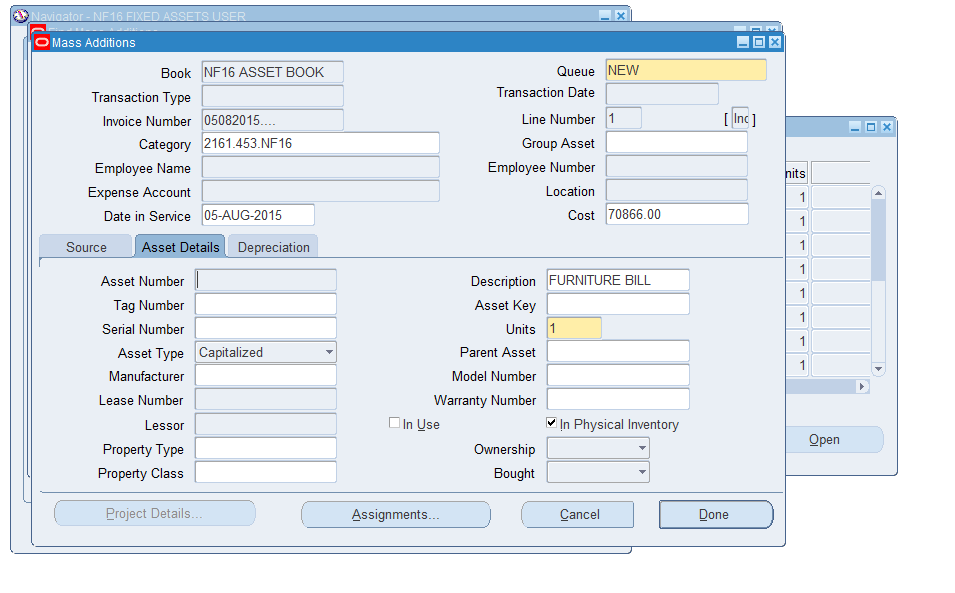 Navigator - NF16 FIXED ASSETS USER
Mass Additions
Book NF16 ASSET BOOK Queue NEW
Transaction Type Transaction Date
Invoice Number 05082015.... Line Number 1 [ Inc ]
Category 2161.453.NF16 Group Asset
Employee Name Employee Number
Expense Account Location
Date in Service 05-AUG-2015 Cost 70866.00
Source Asset Details Depreciation
Asset Number Description FURNITURE BILL
Tag Number Asset Key
Serial Number Units 1
Asset Type Capitalized Parent Asset
Manufacturer Model Number
Lease Number Warranty Number
Lessor In Use In Physical Inventory
Property Type Ownership
Property Class Bought
Project Details... Assignments... Cancel Done
nits
1
1
1
1
1
1
1
1
Open